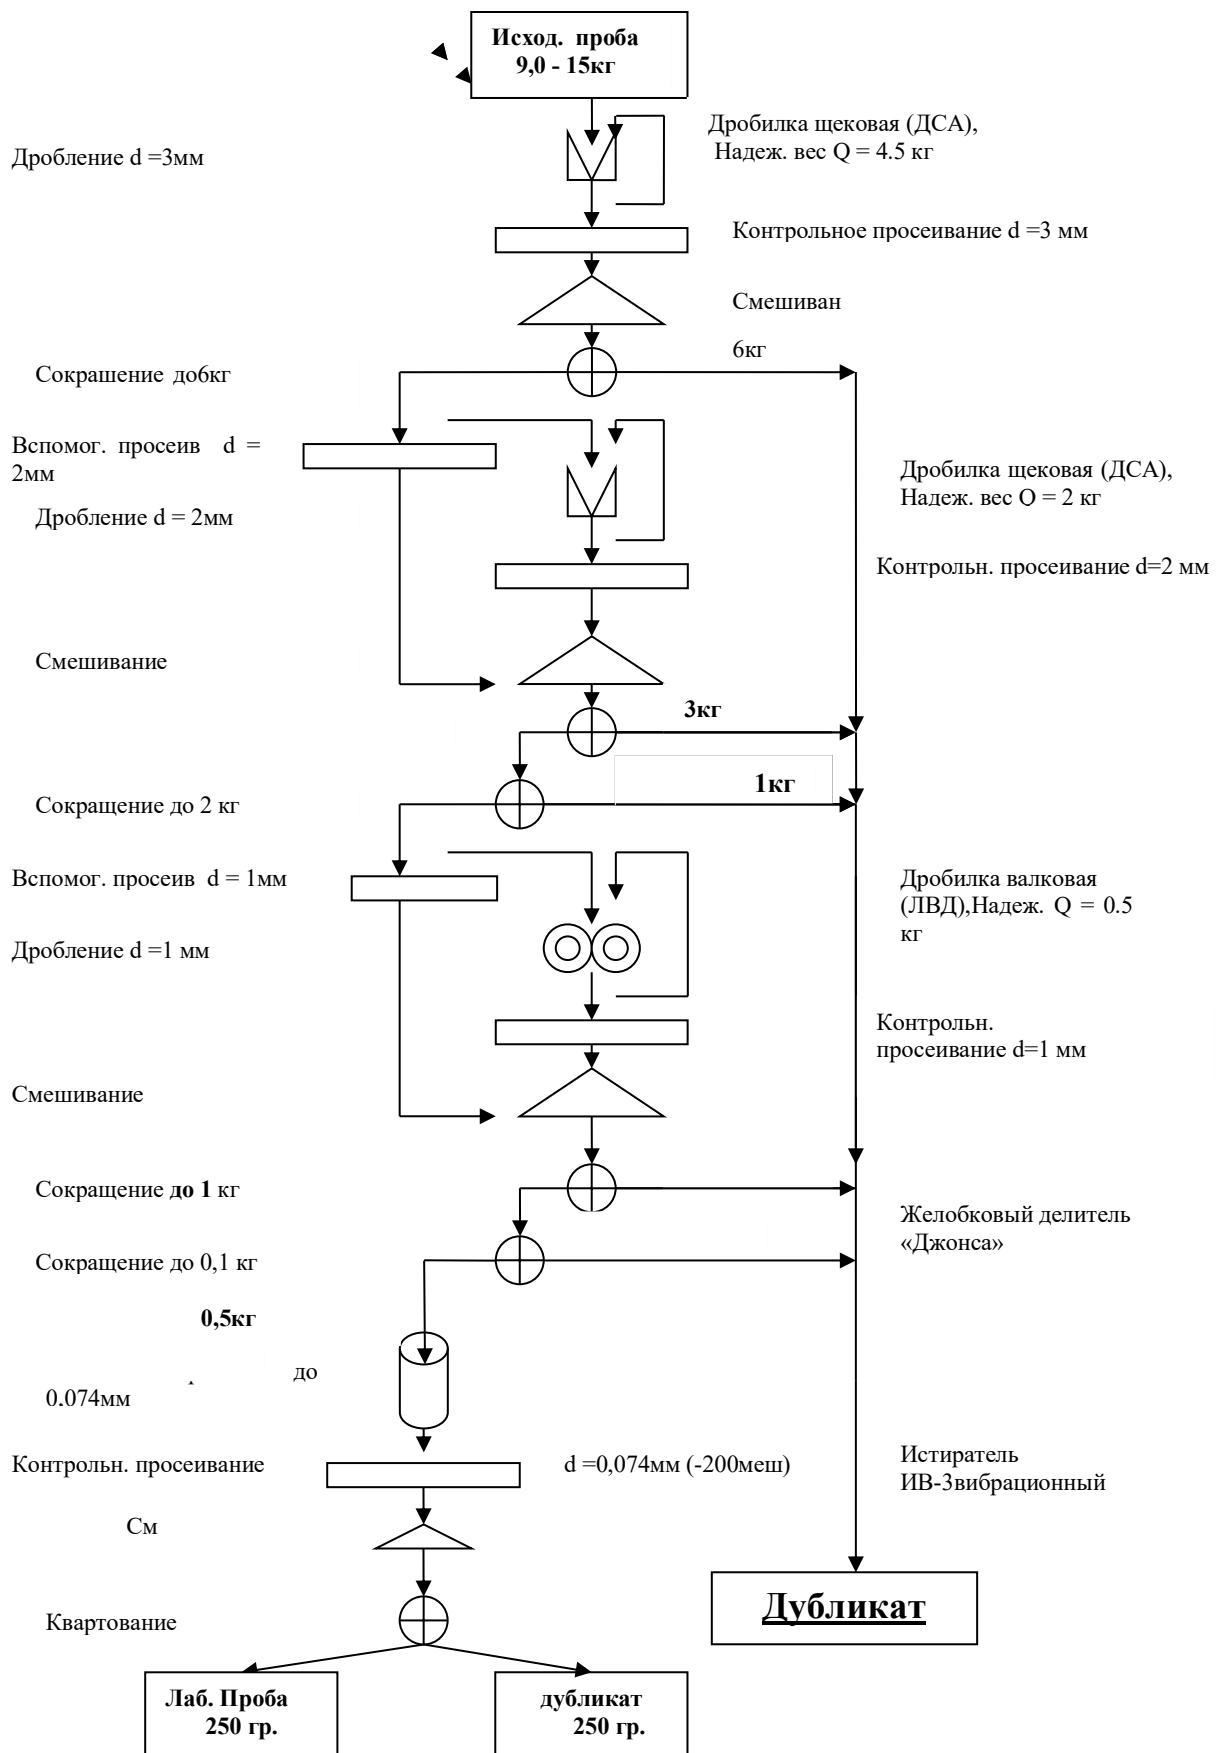 Исход. проба
9,0 - 15кг
Дробилка щековая (ДСА),
Надеж. вес Q = 4.5 кг
Дробление d =3мм
Контрольное просеивание d =3 мм
Смешиван
6кг
Сокрашение до6кг
Вспомог. просеив d =
2мм
Дробилка щековая (ДСА),
Надеж. вес Q = 2 кг
Дробление d = 2мм
Контрольн. просеивание d=2 мм
Смешивание
3кг
1кг
Сокращение до 2 кг
Вспомог. просеив d = 1мм
Дробилка валковая
(ЛВД),Надеж. Q = 0.5
кг
Дробление d =1 мм
Контрольн.
просеивание d=1 мм
Смешивание
Сокращение до 1 кг
Желобковый делитель
«Джонса»
Сокращение до 0,1 кг
0,5кг
до
0.074мм
Контрольн. просеивание
d =0,074мм (-200меш)
Истиратель
ИВ-3вибрационный
См
Дубликат
Квартование
Лаб. Проба
250 гр.
дубликат
250 гр.